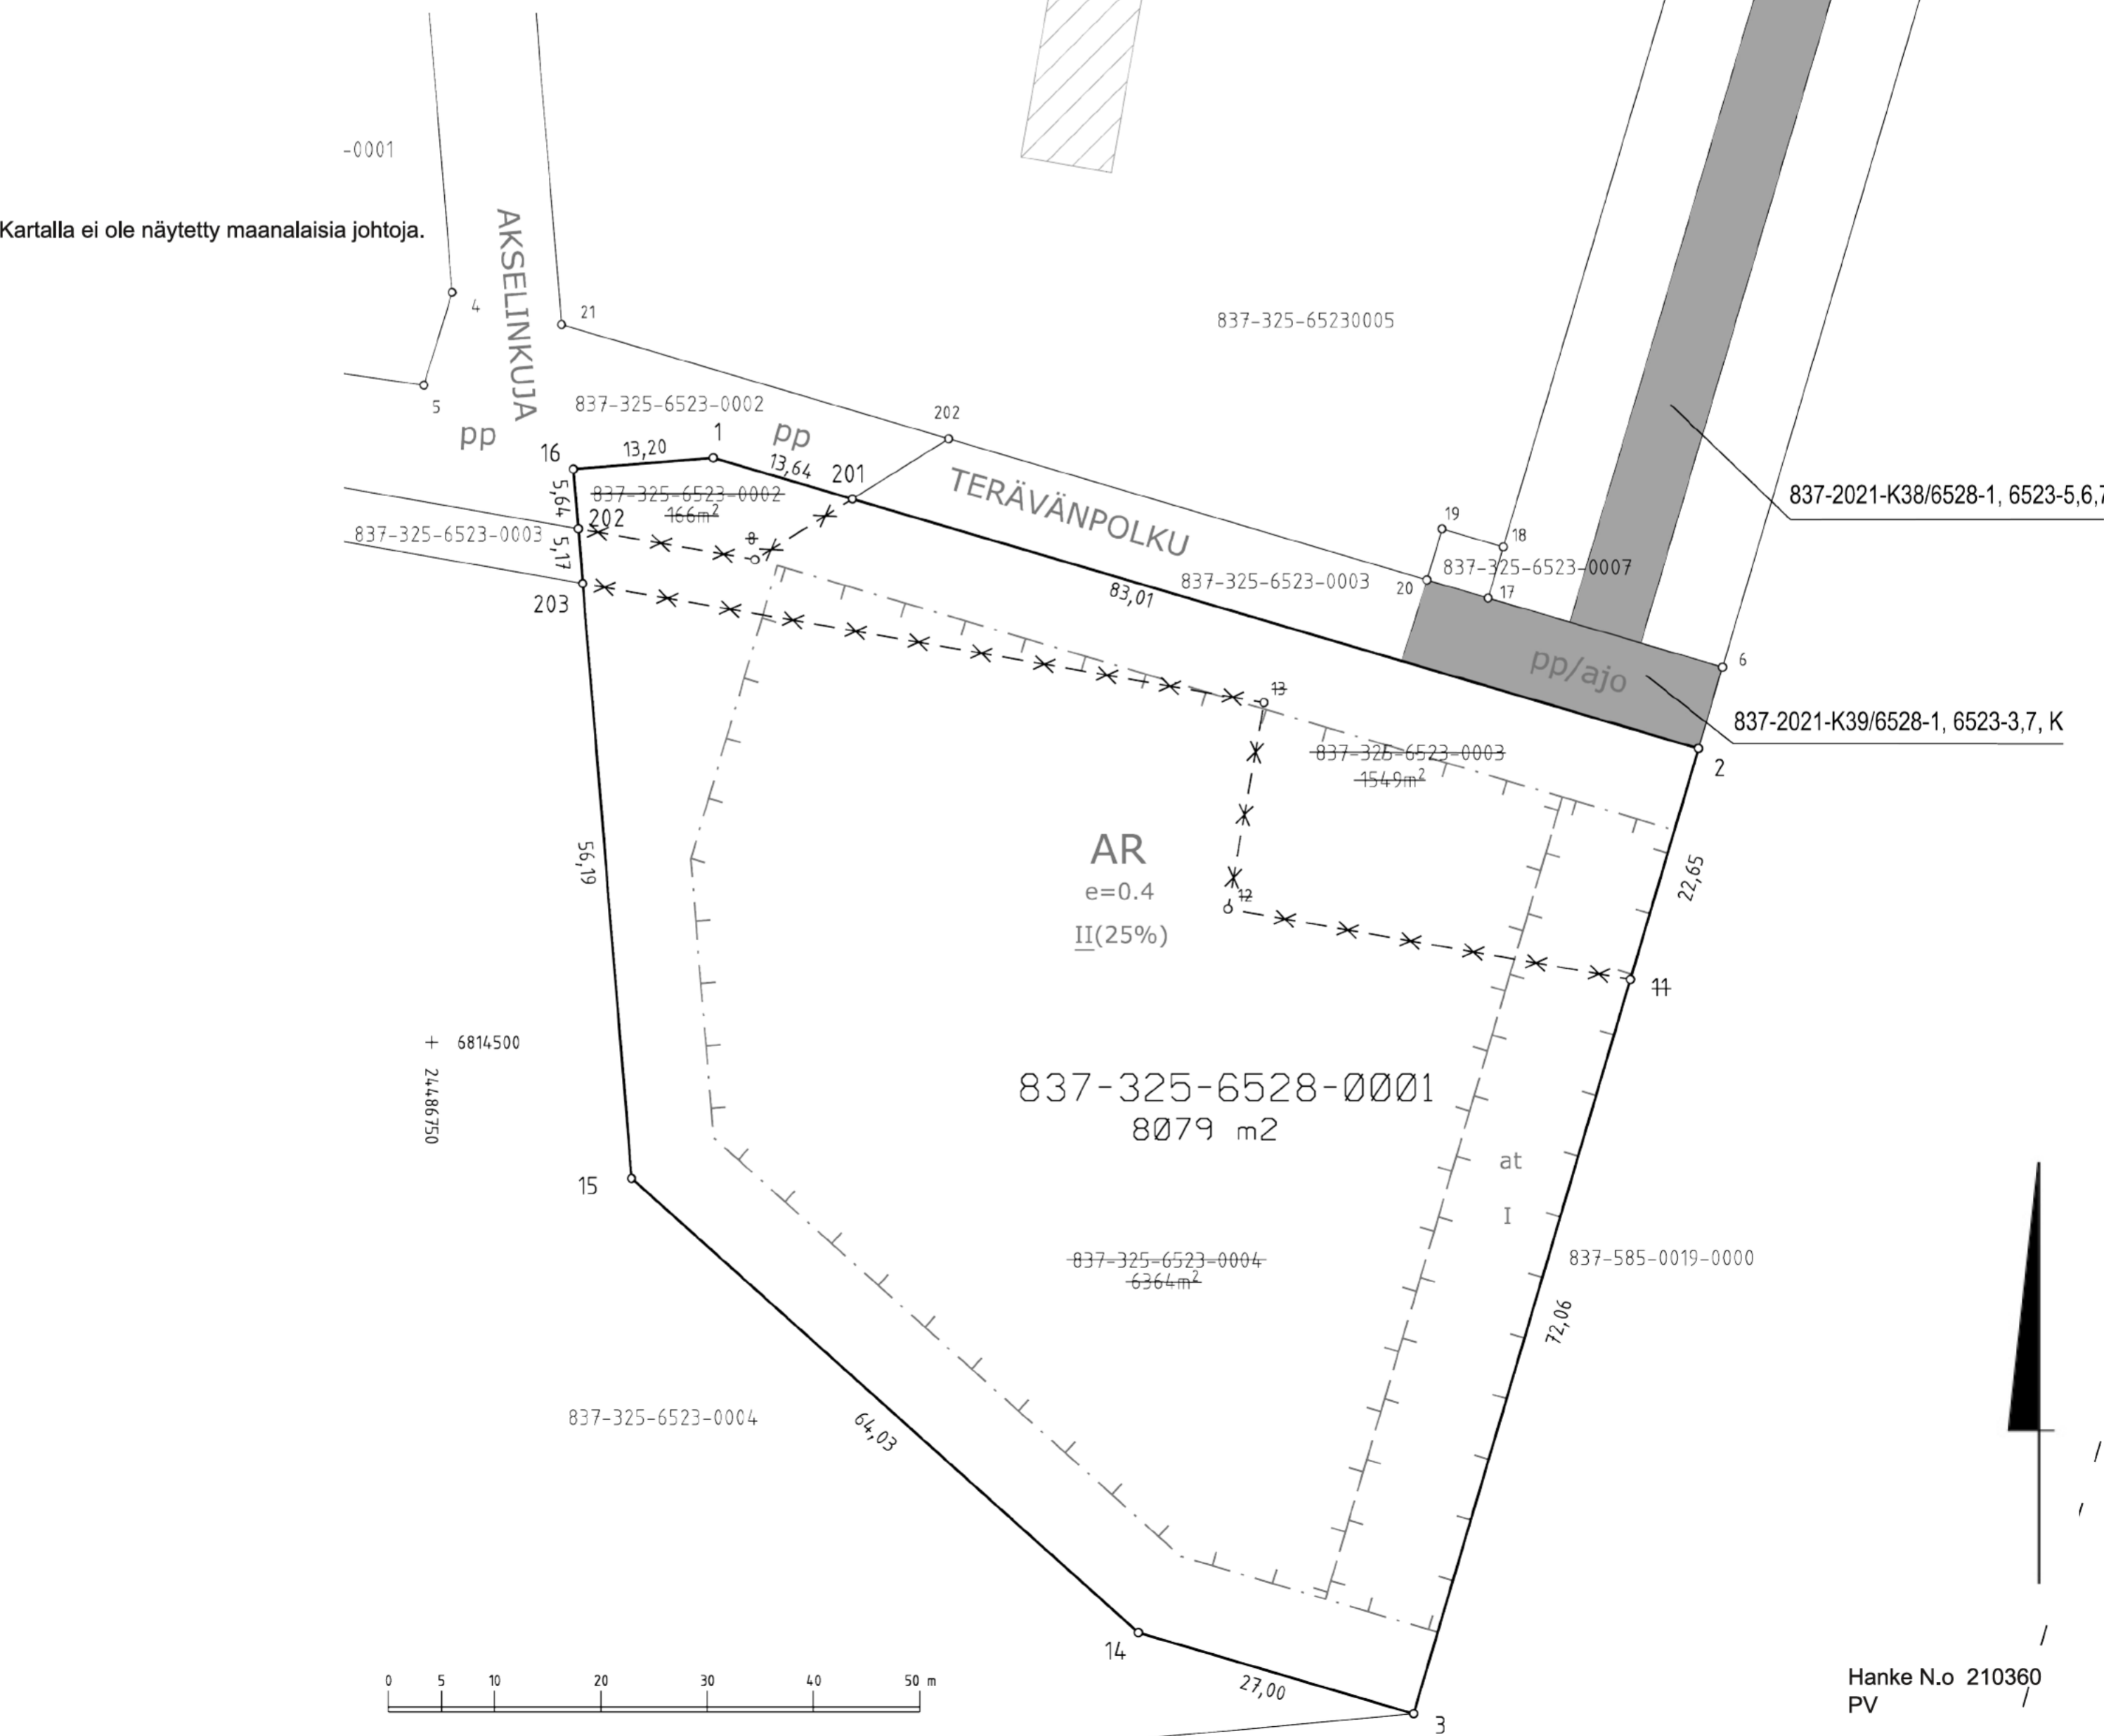 -0001
Kartalla ei ole näytetty maanalaisia johtoja.
AKSELINKUJA
4
21
5
pp
837-325-65230005
837-325-6523-0002
202
1
pp
16
13,20
13,64
201
TERÄVÄNPOLKU
837-2021-K38/6528-1, 6523-5,6,7
5,64
837-325-6523-0002
166m²
202
837-325-6523-0003
5,17
8
19
18
837-325-6523-0007
837-325-6523-0003
20
17
203
83,01
pp/ajo
6
13
837-2021-K39/6528-1, 6523-3,7, K
837-325-6523-0003
1549m²
2
AR
e=0.4
II(25%)
12
56,19
22,65
11
6814500
24486750
837-325-6528-0001
8079 m2
15
at
I
837-325-6523-0004
6364m²
837-585-0019-0000
72,06
837-325-6523-0004
64,03
14
27,00
3
0 5 10 20 30 40 50 m
Hanke N.o 210360
PV